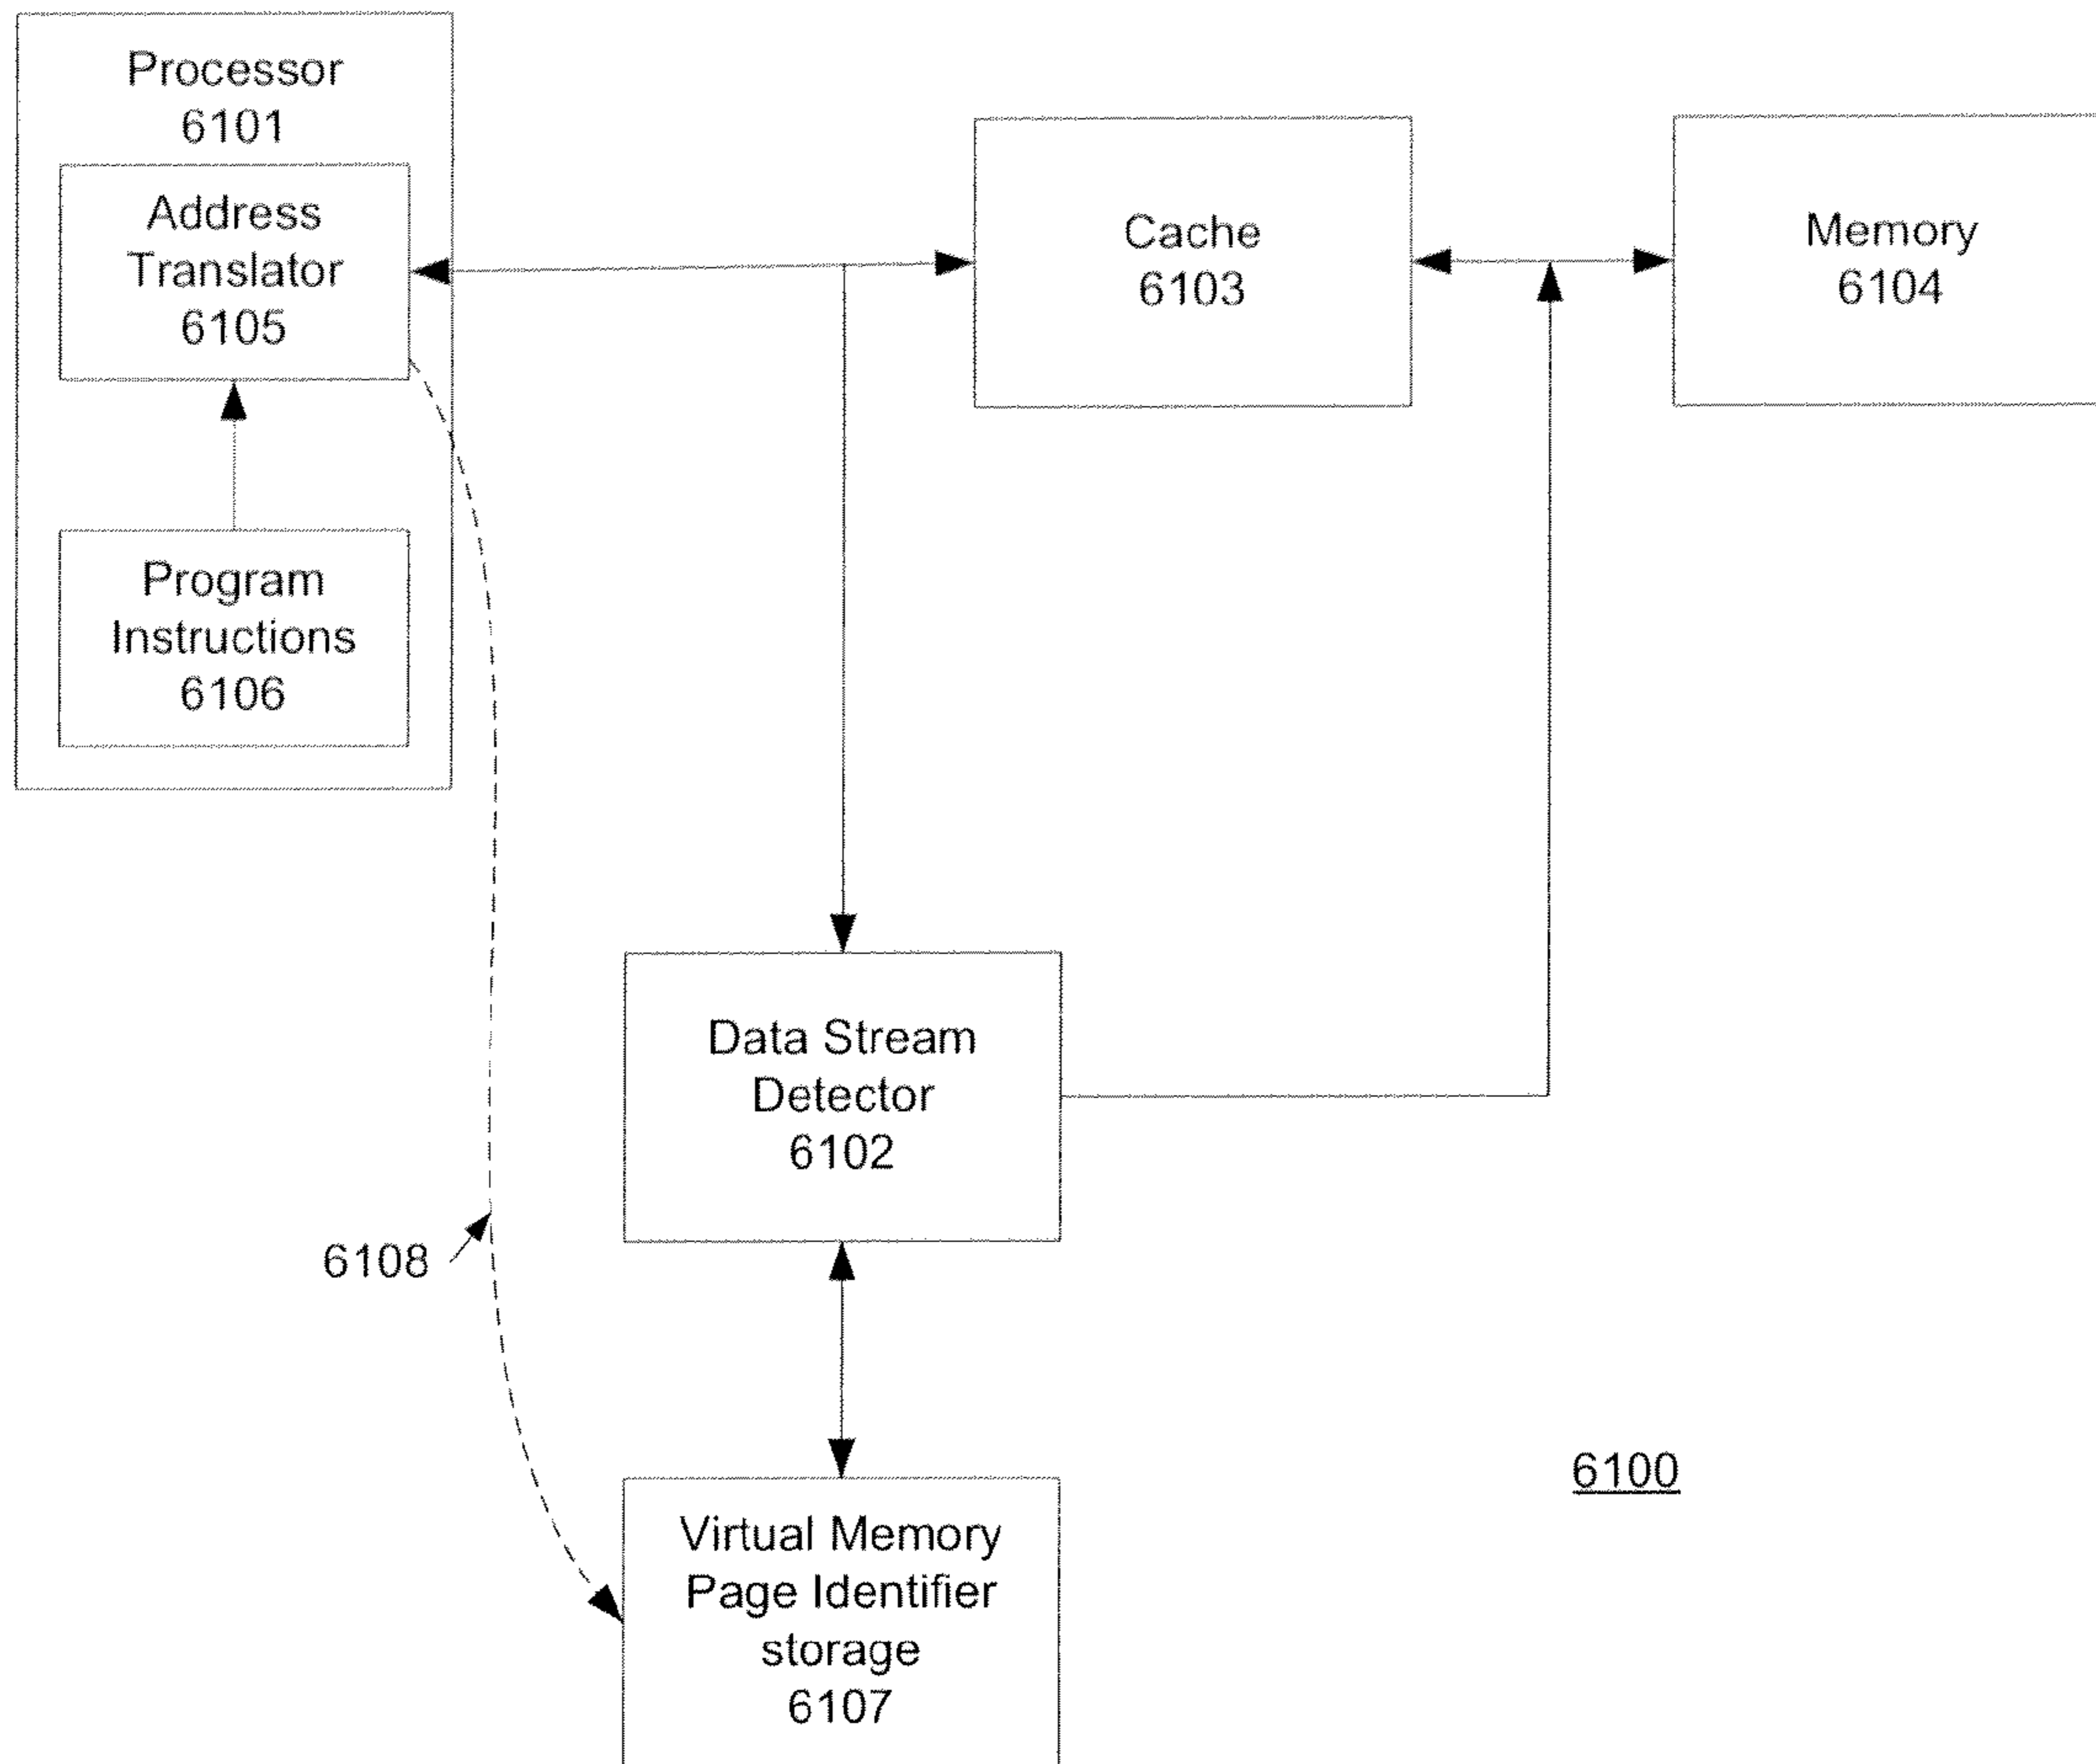 Processor
6101
Address
Translator
6105
Program
Instructions
6106
Cache
6103
Memory
6104
Data Stream
Detector
6102
6108
Virtual Memory
Page Identifier
storage
6107
6100